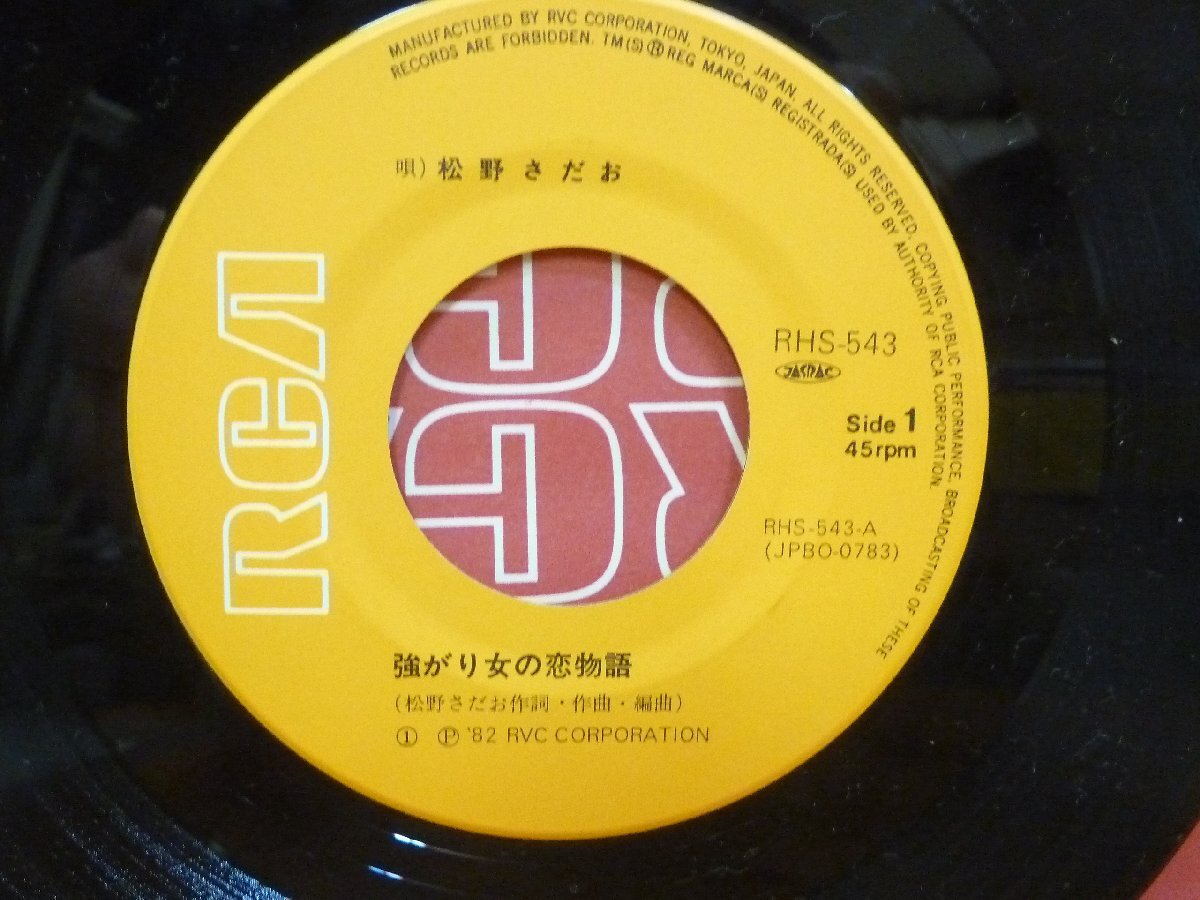 MANUFACTURED BY RVC CORPORATION, TOKYO, JAPAN. ALL RIGHTS RESERVED, COPYING PUBLIC PERFORMANCE, BROADCASTING OF THESE
RECORDS ARE FORBIDDEN. TM(S)Ⓡ REG MARCA(S) REGISTRADA(S) USED BY AUTHORITY OF RCA CORPORATION.
唄) 松野さだお
RCA
RHS-543
JASRAC
Side 1
45rpm
RHS-543-A
(JPBO-0783)
強がり女の恋物語
(松野さだお作詞・作曲・編曲)
① Ⓟ '82 RVC CORPORATION